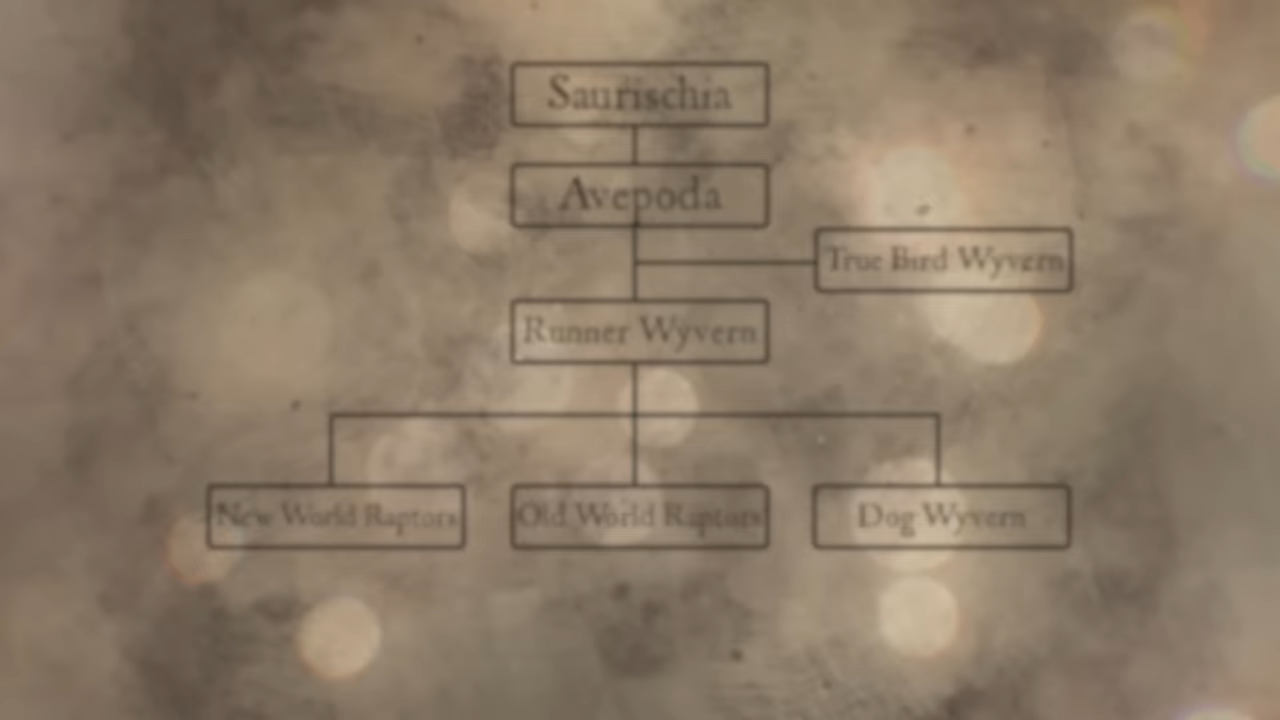 Saurischia
Avepoda
True Bird Wyvern
Runner Wyvern
New World Raptors
Old World Raptors
Dog Wyvern